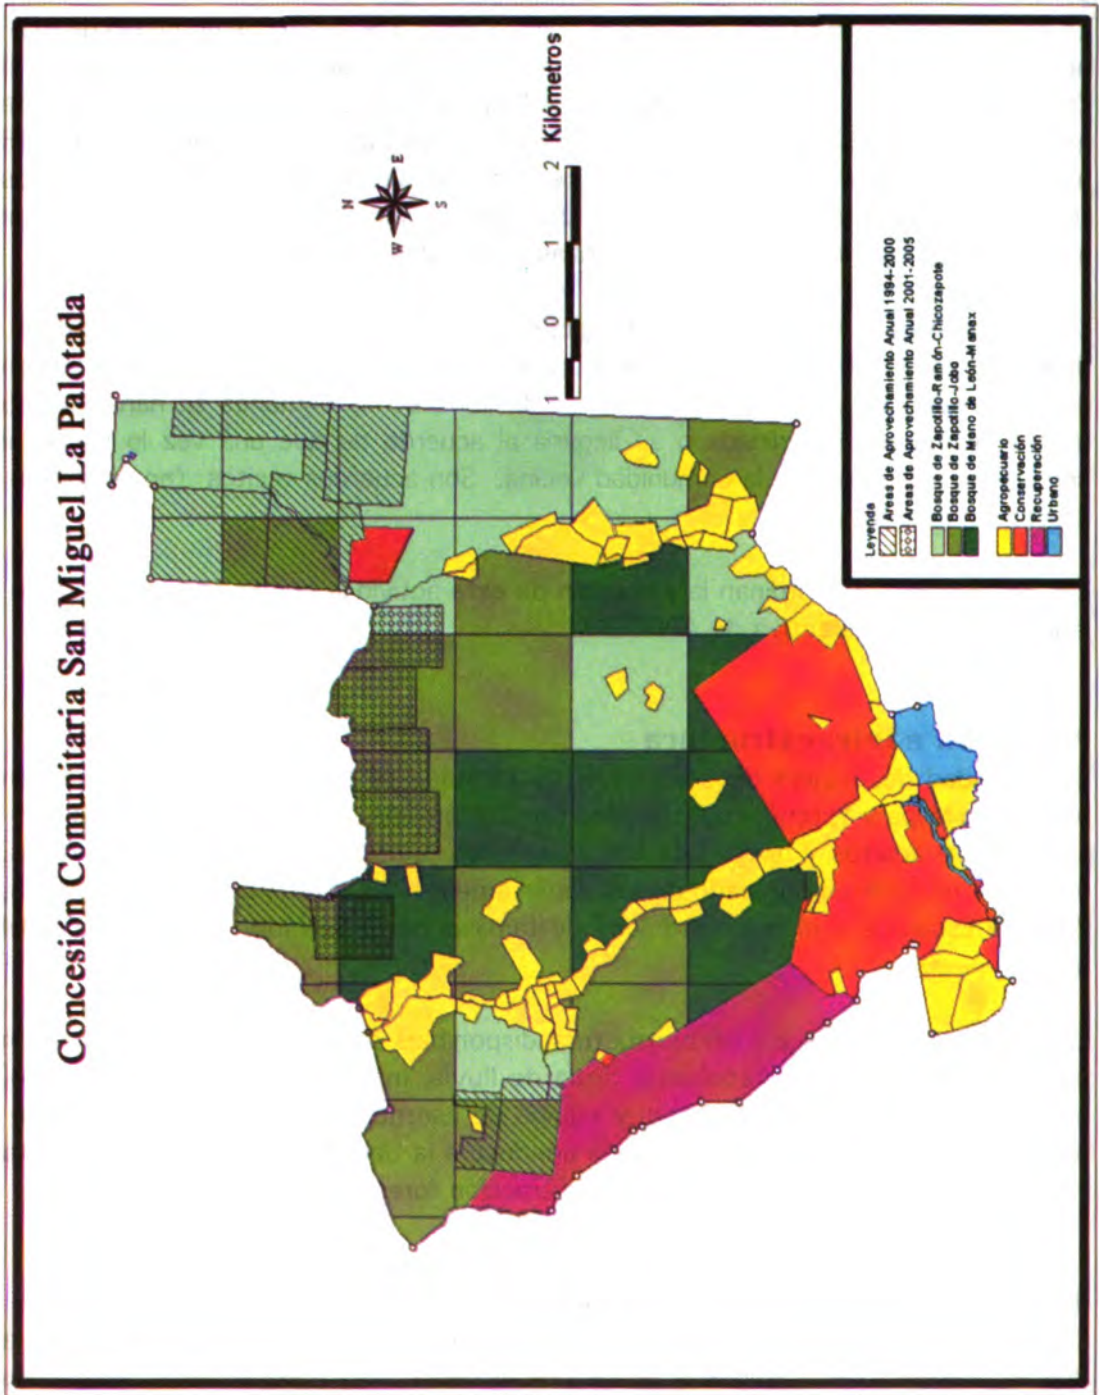 Concesión Comunitaria San Miguel La Palotada
N
W
E
S
1 0 1 2 Kilómetros
Leyenda
Areas de Aprovechamiento Anual 1994-2000
Areas de Aprovechamiento Anual 2001-2005
Bosque de Zapotillo-Ramón-Chicozapote
Bosque de Zapotillo-Jobo
Bosque de Mano de León-Manax
Agropecuario
Conservación
Recuperación
Urbano